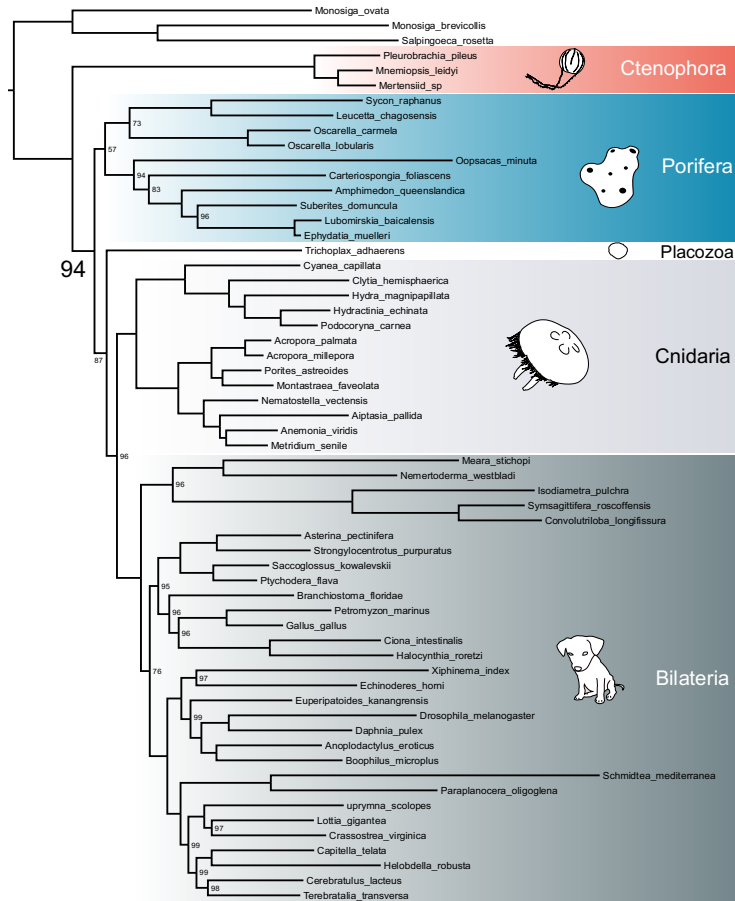 Monosiga_ovata
Monosiga_brevicollis
Salpingoeca_rosetta
Pleurobrachia_pileus
Mnemiopsis_leidyi
Ctenophora
Mertensiid_sp
Sycon_raphanus
73
Leucetta_chagosensis
Oscarella_carmela
57
Oscarella_lobularis
Oopsacas_minuta
Porifera
94
Carteriospongia_foliascens
83
Amphimedon_queenslandica
Suberites_domuncula
96
Lubomirskia_baicalensis
Ephydatia_muelleri
Trichoplax_adhaerens
Placozoa
94
Cyanea_capillata
Clytia_hemisphaerica
Hydra_magnipapillata
Hydractinia_echinata
Podocoryna_carnea
Acropora_palmata
87
Acropora_millepora
Cnidaria
Porites_astreoides
Montastraea_faveolata
Nematostella_vectensis
Aiptasia_pallida
Anemonia_viridis
Metridium_senile
96
Meara_stichopi
96
Nemertoderma_westbladi
Isodiametra_pulchra
Symsagittifera_roscoffensis
Convolutriloba_longifissura
Asterina_pectinifera
Strongylocentrotus_purpuratus
Saccoglossus_kowalevskii
95
Ptychodera_flava
Branchiostoma_floridae
96
Petromyzon_marinus
Gallus_gallus
96
Ciona_intestinalis
Halocynthia_roretzi
76
Xiphinema_index
Bilateria
97
Echinoderes_horni
Euperipatoides_kanangrensis
99
Drosophila_melanogaster
Daphnia_pulex
Anoplodactylus_eroticus
Boophilus_microplus
Schmidtea_mediterranea
Paraplanocera_oligoglena
uprymna_scolopes
Lottia_gigantea
97
Crassostrea_virginica
99
Capitella_telata
Helobdella_robusta
99
Cerebratulus_lacteus
98
Terebratalia_transversa